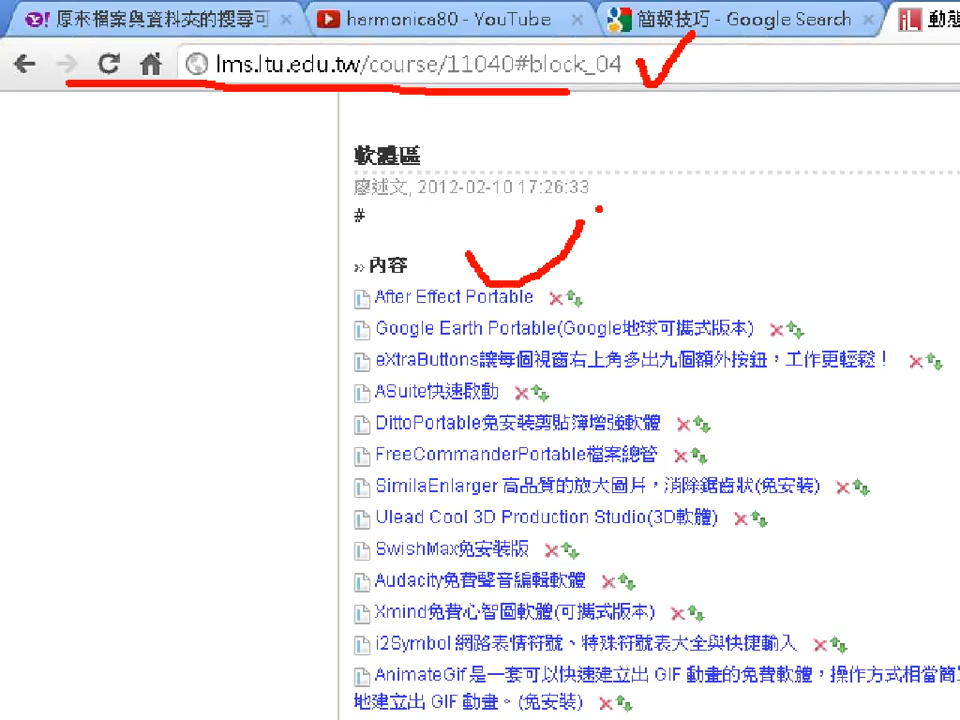 原來檔案與資料夾的搜尋可
harmonica80 - YouTube
簡報技巧 - Google Search
動態
lms.ltu.edu.tw/course/11040#block_04
軟體區
廖述文, 2012-02-10 17:26:33
#
» 內容
After Effect Portable
Google Earth Portable(Google地球可攜式版本)
eXtraButtons讓每個視窗右上角多出九個額外按鈕，工作更輕鬆！
ASuite快速啟動
DittoPortable免安裝剪貼簿增強軟體
FreeCommanderPortable檔案總管
SimilaEnlarger 高品質的放大圖片，消除鋸齒狀(免安裝)
Ulead Cool 3D Production Studio(3D軟體)
SwishMax免安裝版
Audacity免費聲音編輯軟體
Xmind免費心智圖軟體(可攜式版本)
i2Symbol 網路表情符號、特殊符號表大全與快捷輸入
AnimateGif 是一套可以快速建立出 GIF 動畫的免費軟體，操作方式相當簡
地建立出 GIF 動畫。(免安裝)